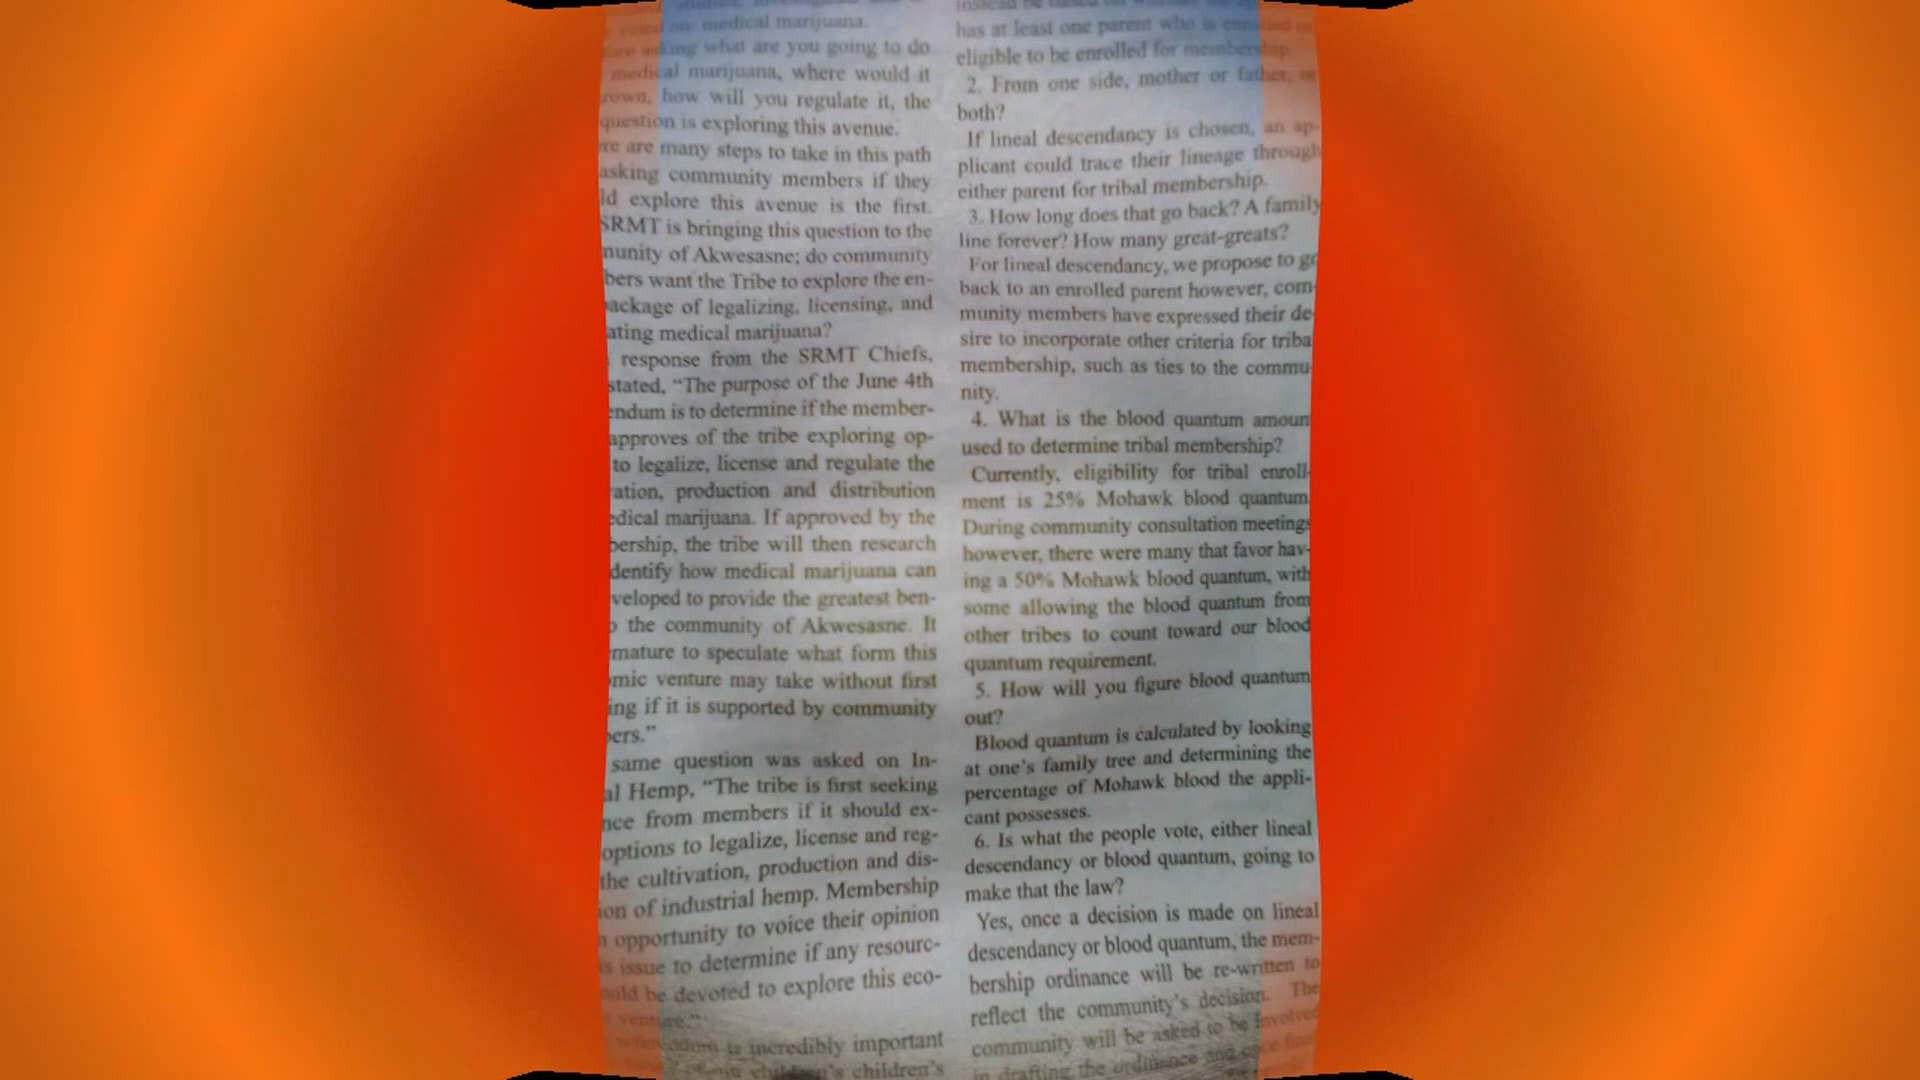 on medical marijuana.
asking what are you going to do
medical marijuana, where would it
rown, how will you regulate it, the
question is exploring this avenue.
re are many steps to take in this path
asking community members if they
ld explore this avenue is the first.
SRMT is bringing this question to the
munity of Akwesasne; do community
bers want the Tribe to explore the en-
ackage of legalizing, licensing, and
ating medical marijuana?
response from the SRMT Chiefs,
stated, “The purpose of the June 4th
endum is to determine if the member-
approves of the tribe exploring op-
to legalize, license and regulate the
ation, production and distribution
edical marijuana. If approved by the
bership, the tribe will then research
dentify how medical marijuana can
veloped to provide the greatest ben-
o the community of Akwesasne. It
mature to speculate what form this
mic venture may take without first
ing if it is supported by community
bers.”
same question was asked on In-
al Hemp, “The tribe is first seeking
nce from members if it should ex-
options to legalize, license and reg-
the cultivation, production and dis-
ion of industrial hemp. Membership
n opportunity to voice their opinion
s issue to determine if any resourc-
ould be devoted to explore this eco-
venture.”
is incredibly important
children's children's
has at least one parent who is enrolled or
eligible to be enrolled for membership.
2. From one side, mother or father, or
both?
If lineal descendancy is chosen, an ap-
plicant could trace their lineage through
either parent for tribal membership.
3. How long does that go back? A family
line forever? How many great-greats?
For lineal descendancy, we propose to go
back to an enrolled parent however, com-
munity members have expressed their de-
sire to incorporate other criteria for triba
membership, such as ties to the commu-
nity.
4. What is the blood quantum amoun
used to determine tribal membership?
Currently, eligibility for tribal enroll-
ment is 25% Mohawk blood quantum.
During community consultation meetings
however, there were many that favor hav-
ing a 50% Mohawk blood quantum, with
some allowing the blood quantum from
other tribes to count toward our blood
quantum requirement.
5. How will you figure blood quantum
out?
Blood quantum is calculated by looking
at one's family tree and determining the
percentage of Mohawk blood the appli-
cant possesses.
6. Is what the people vote, either lineal
descendancy or blood quantum, going to
make that the law?
Yes, once a decision is made on lineal
descendancy or blood quantum, the mem-
bership ordinance will be re-written to
reflect the community's decision. The
community will be asked to be involved
in drafting the ordinance and once